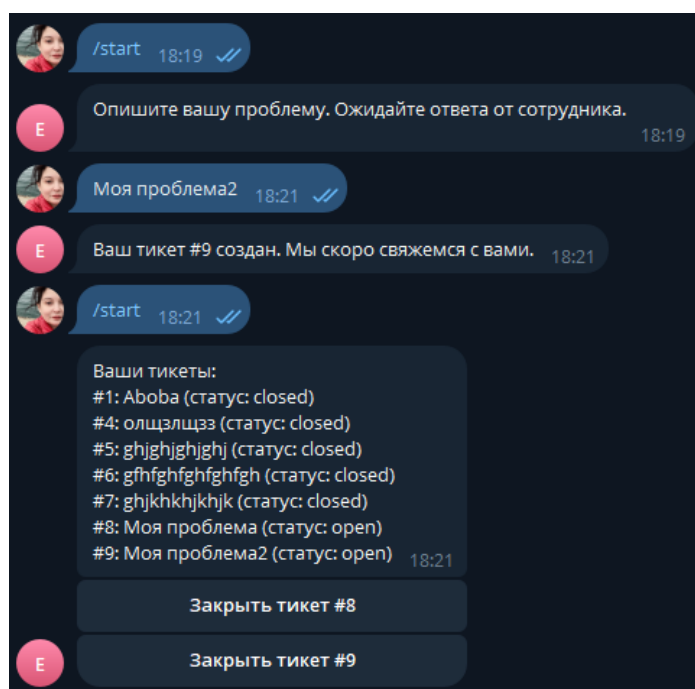 /start 18:19
E
Опишите вашу проблему. Ожидайте ответа от сотрудника.
18:19
Моя проблема2 18:21
E
Ваш тикет #9 создан. Мы скоро свяжемся с вами. 18:21
/start 18:21
Ваши тикеты:
#1: Aboba (статус: closed)
#4: олщзлщзз (статус: closed)
#5: ghjghjghjghj (статус: closed)
#6: gfhfghfghfghfgh (статус: closed)
#7: ghjkhkhjkhjk (статус: closed)
#8: Моя проблема (статус: open)
#9: Моя проблема2 (статус: open) 18:21
Закрыть тикет #8
Закрыть тикет #9
E